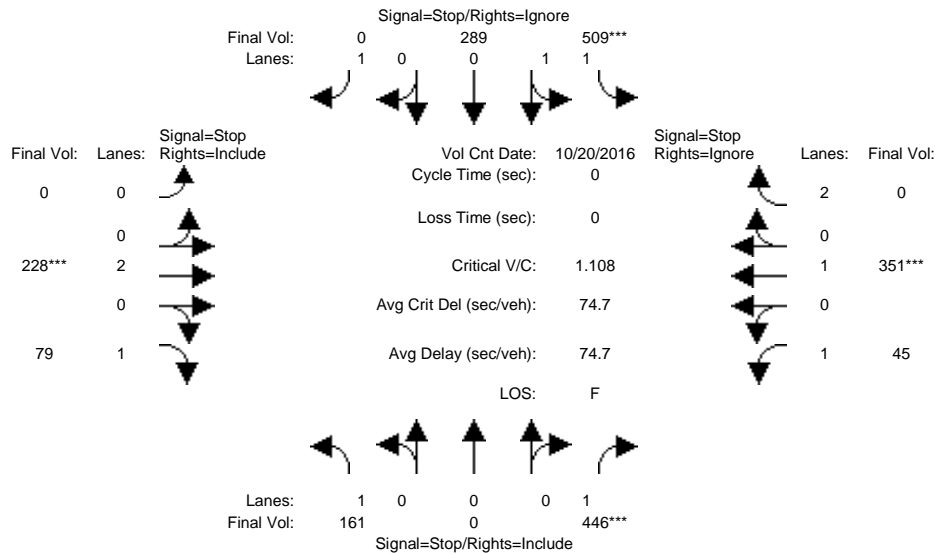 Signal=Stop/Rights=Ignore
Final Vol: 0 289 509***
Lanes: 1 0 0 1 1
Signal=Stop
Final Vol: Lanes: Rights=Include
Vol Cnt Date: 10/20/2016
Signal=Stop
Rights=Ignore Lanes: Final Vol:
Cycle Time (sec): 0
0 0 2 0
Loss Time (sec): 0
0 0
228*** 2 Critical V/C: 1.108 1 351***
0 Avg Crit Del (sec/veh): 74.7 0
79 1 Avg Delay (sec/veh): 74.7 1 45
LOS: F
Lanes: 1 0 0 0 1
Final Vol: 161 0 446***
Signal=Stop/Rights=Include